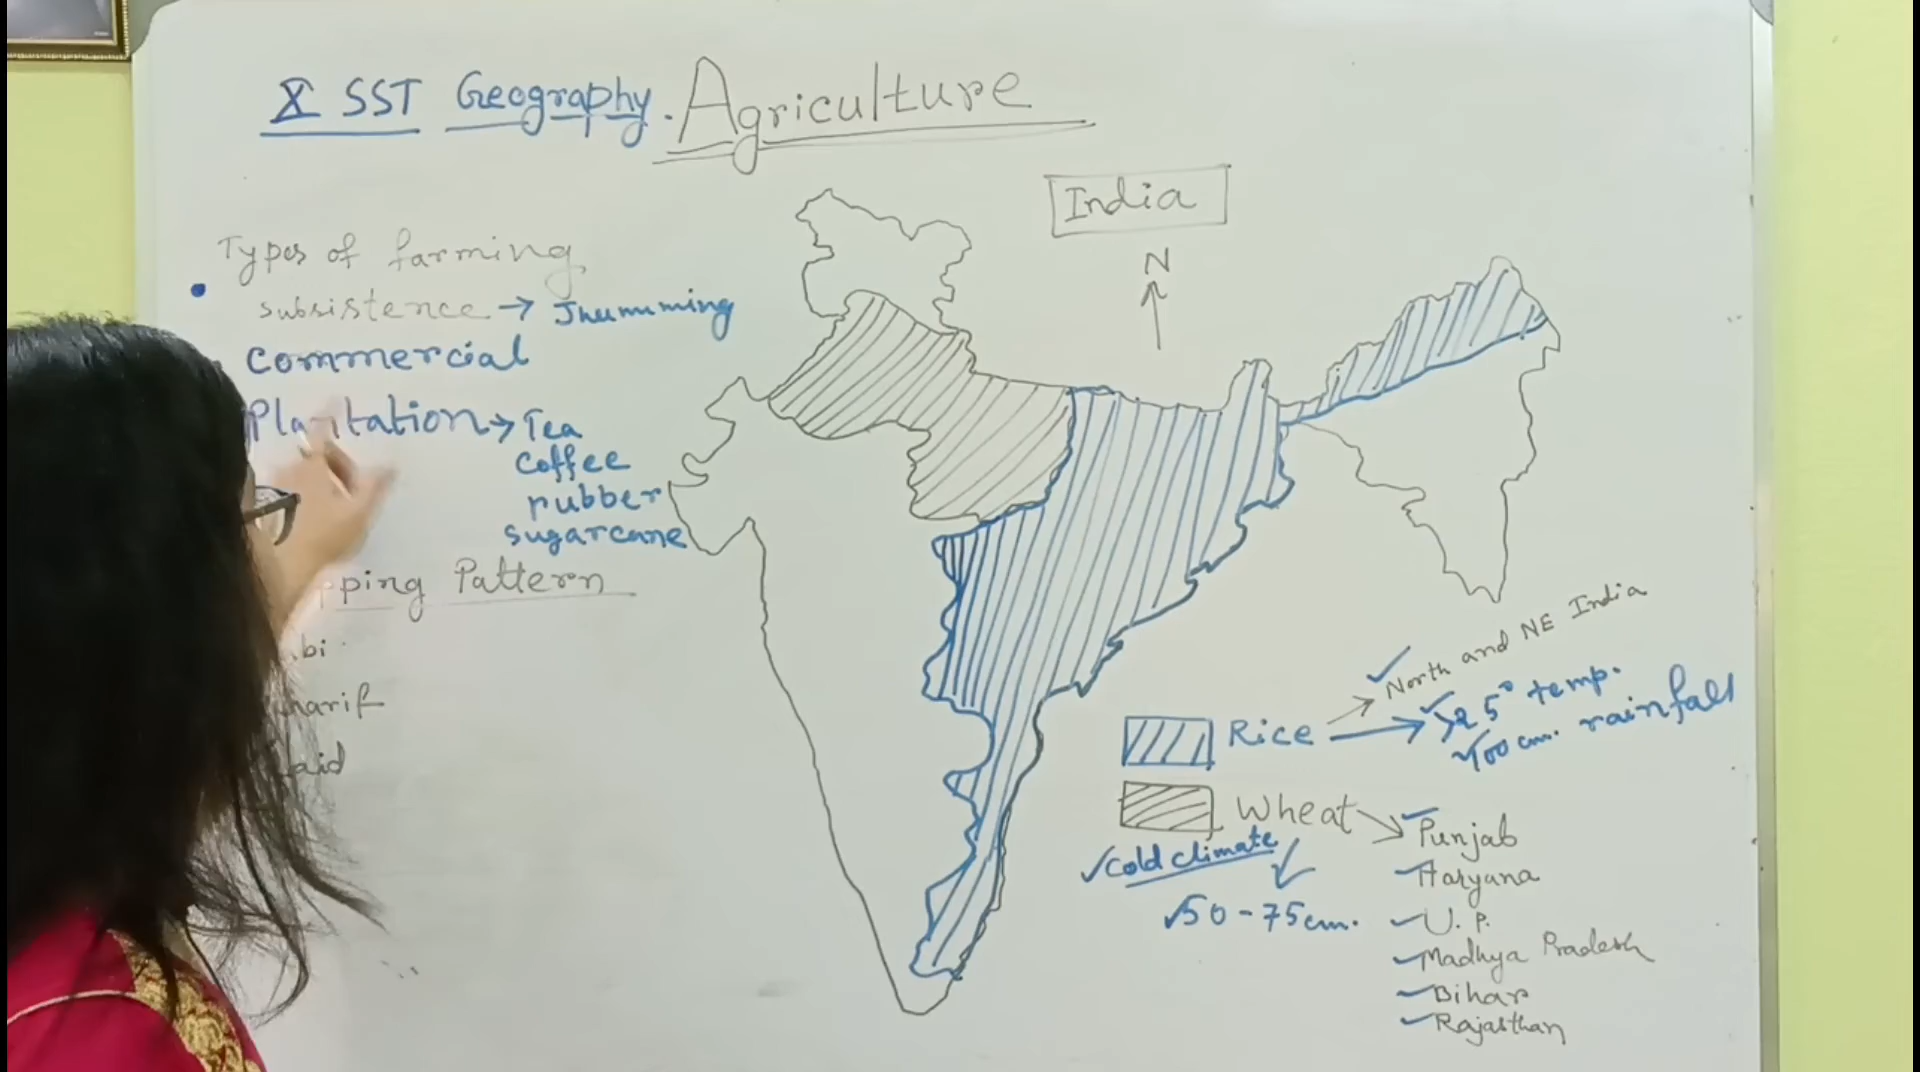 X SST Geography. Agriculture
India
N
Types of farming
subsistence → Jhumming
Commercial
Plantation → Tea
Coffee
rubber
sugarcane
pping Pattern
bi
harif
aid
Rice → North and NE India
→ >25° temp.
100 cm. rainfall
Wheat → Punjab
Haryana
U.P.
Madhya Pradesh
Bihar
Rajasthan
Cold climate
50-75cm.